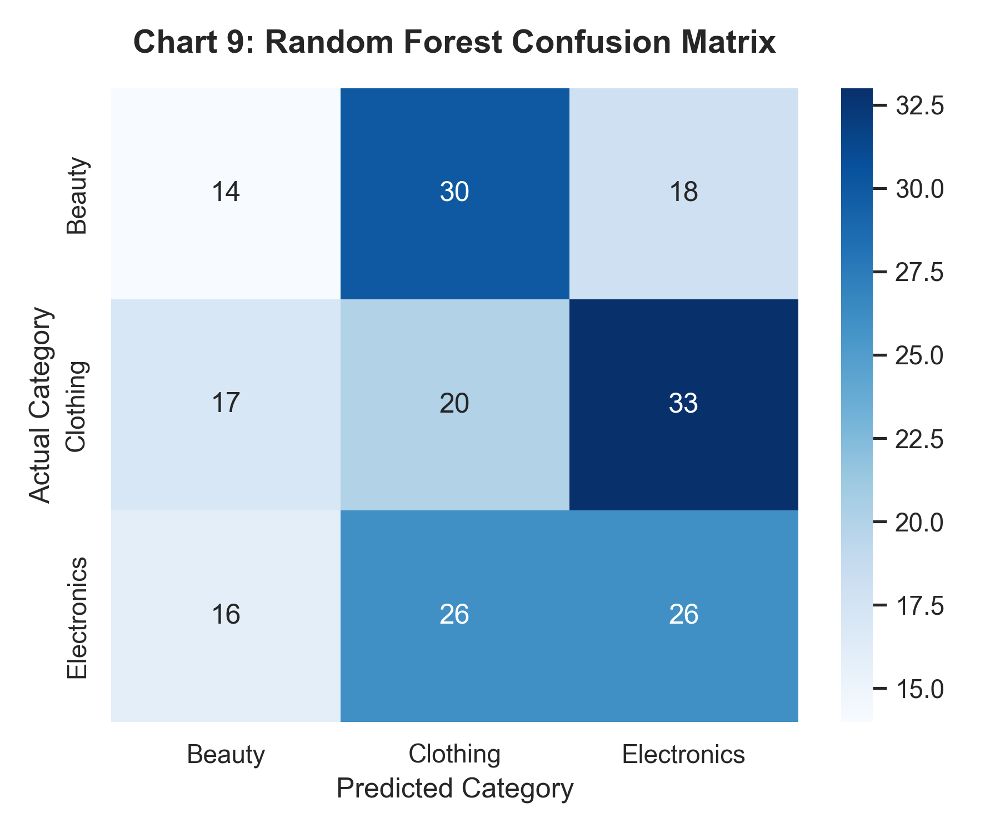 Chart 9: Random Forest Confusion Matrix
Actual Category
Beauty
14 30 18
Clothing
17 20 33
Electronics
16 26 26
Beauty Clothing Electronics
Predicted Category
32.5
30.0
27.5
25.0
22.5
20.0
17.5
15.0